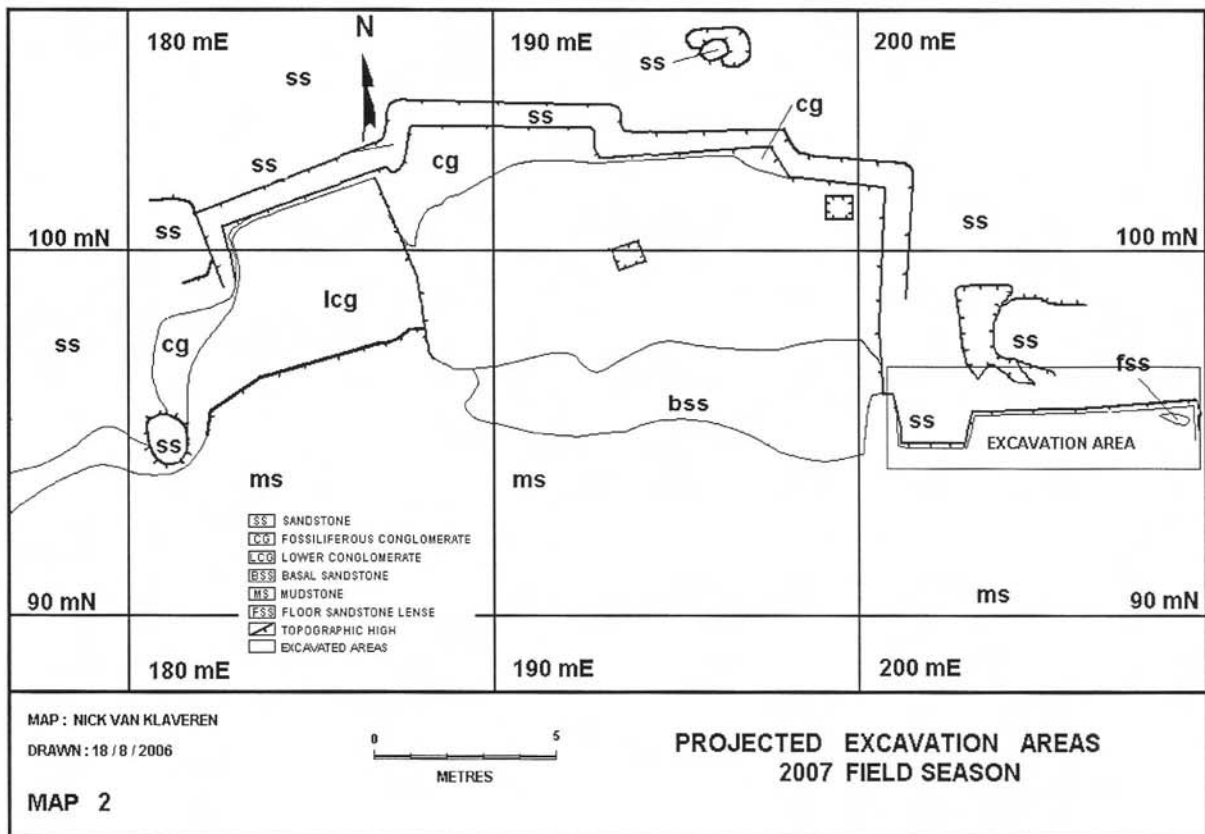 180 mE
N
190 mE
200 mE
ss
ss
cg
ss
ss
cg
ss
ss
ss
100 mN
100 mN
lcg
ss
cg
ss
fss
bss
ss
EXCAVATION AREA
ss
ms
ms
SS SANDSTONE
CG FOSSILIFEROUS CONGLOMERATE
LCG LOWER CONGLOMERATE
BSS BASAL SANDSTONE
MS MUDSTONE
FSS FLOOR SANDSTONE LENSE
TOPOGRAPHIC HIGH
EXCAVATED AREAS
ms
90 mN
90 mN
180 mE
190 mE
200 mE
MAP : NICK VAN KLAVEREN
DRAWN : 18 / 8 / 2006
MAP 2
0 5
METRES
PROJECTED EXCAVATION AREAS
2007 FIELD SEASON